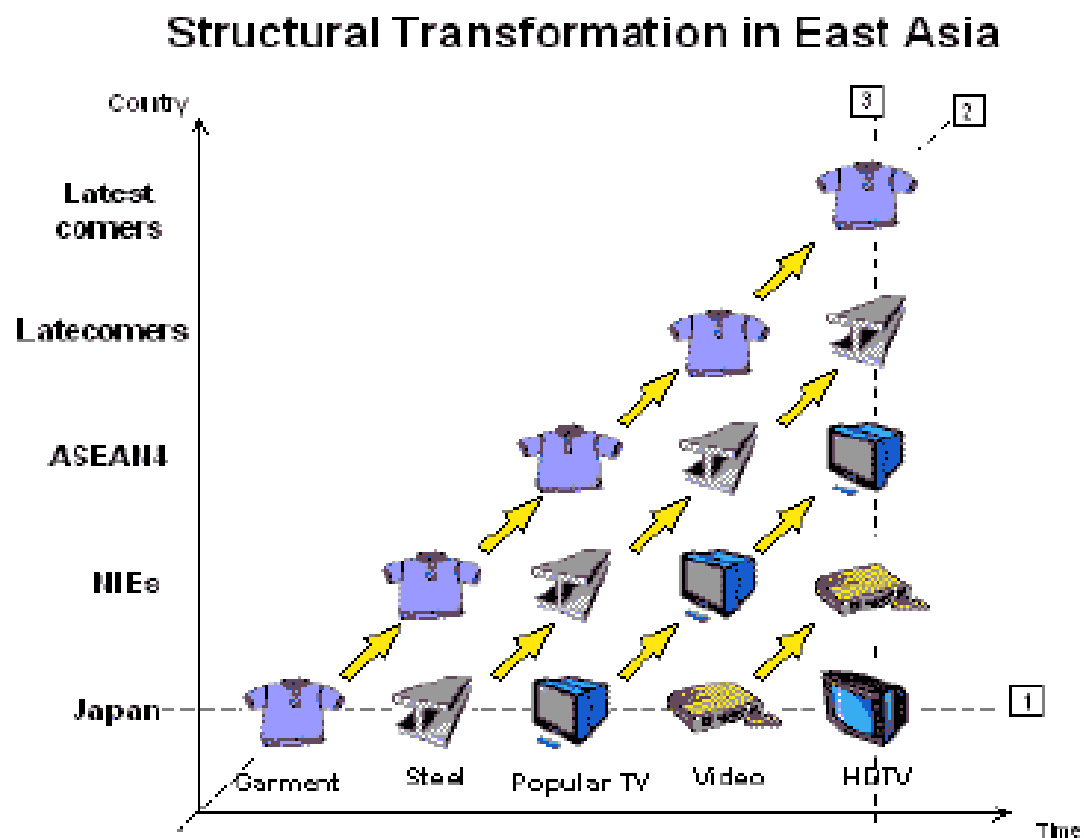 Structural Transformation in East Asia
Coutry
3
2
Latest
comers
Latecomers
ASEAN4
NIEs
Japan
1
Garment
Steel
Popular TV
Video
HDTV
Time